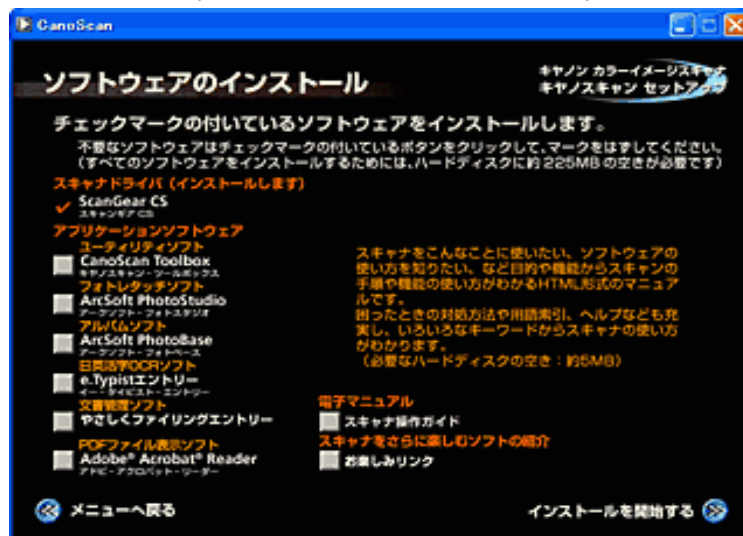 CanoScan
ソフトウェアのインストール
キヤノン カラーイメージスキャナ
キヤノスキャン セットアップ
チェックマークの付いているソフトウェアをインストールします。
不要なソフトウェアはチェックマークの付いているボタンをクリックして、マークをはずしてください。
(すべてのソフトウェアをインストールするためには、ハードディスクに約225MBの空きが必要です)
スキャナドライバ(インストールします)
ScanGear CS
スキャンギア CS
アプリケーションソフトウェア
ユーティリティソフト
CanoScan Toolbox
キヤノスキャン・ツールボックス
フォトレタッチソフト
ArcSoft PhotoStudio
アークソフト・フォトスタジオ
アルバムソフト
ArcSoft PhotoBase
アークソフト・フォトベース
日英活字OCRソフト
e.Typistエントリー
イー・タイピスト・エントリー
文書管理ソフト
やさしくファイリングエントリー
PDFファイル表示ソフト
Adobe® Acrobat® Reader
アドビ・アクロバット・リーダー
スキャナをこんなことに使いたい、ソフトウェアの
使い方を知りたい、など目的や機能からスキャンの
手順や機能の使い方がわかるHTML形式のマニュア
ルです。
困ったときの対処方法や用語索引、ヘルプなども充
実し、いろいろなキーワードからスキャナの使い方
がわかります。
(必要なハードディスクの空き:約5MB)
電子マニュアル
スキャナ操作ガイド
スキャナをさらに楽しむソフトの紹介
お楽しみリンク
メニューへ戻る
インストールを開始する